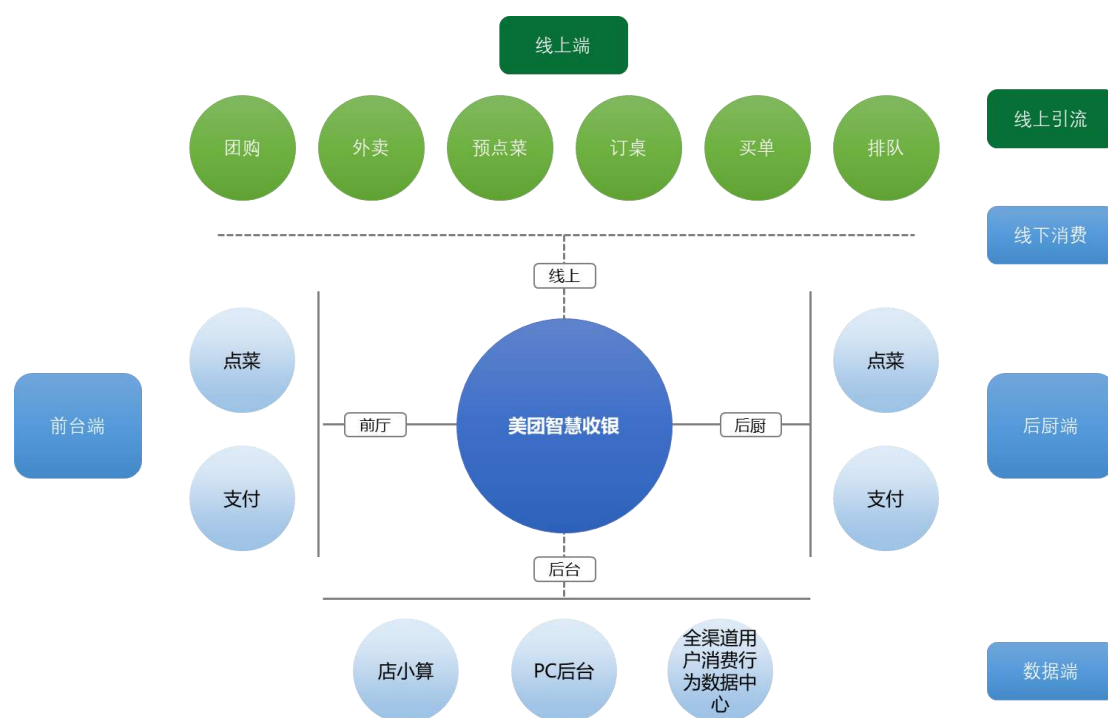 线上端
团购
外卖
预点菜
订桌
买单
排队
线上引流
线下消费
线上
点菜
点菜
前台端
前厅
美团智慧收银
后厨
后厨端
支付
支付
后台
店小算
PC后台
全渠道用
户消费行
为数据中
心
数据端